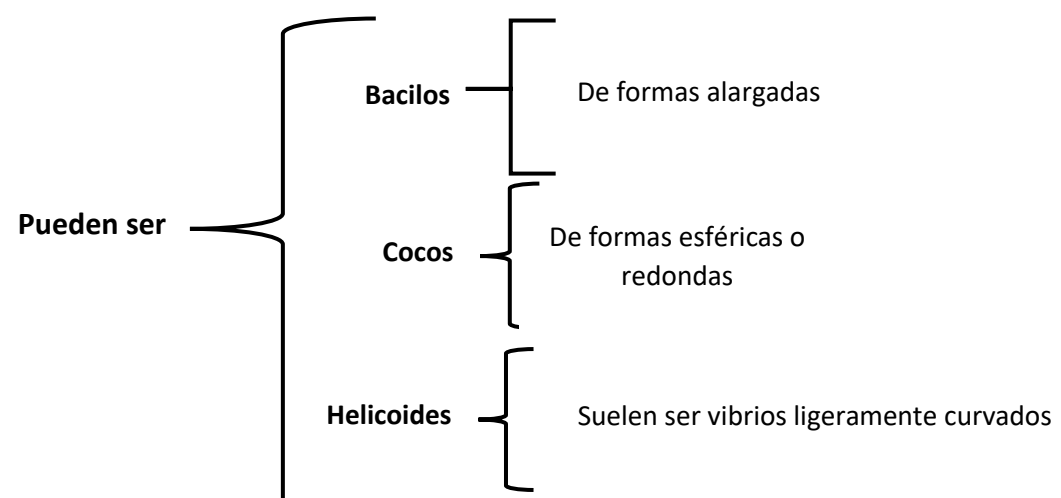 Pueden ser
Bacilos
De formas alargadas
Cocos
De formas esféricas o
redondas
Helicoides
Suelen ser vibrios ligeramente curvados